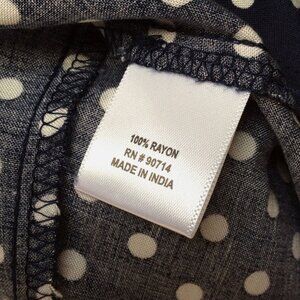 100% RAYON
RN # 90714
MADE IN INDIA